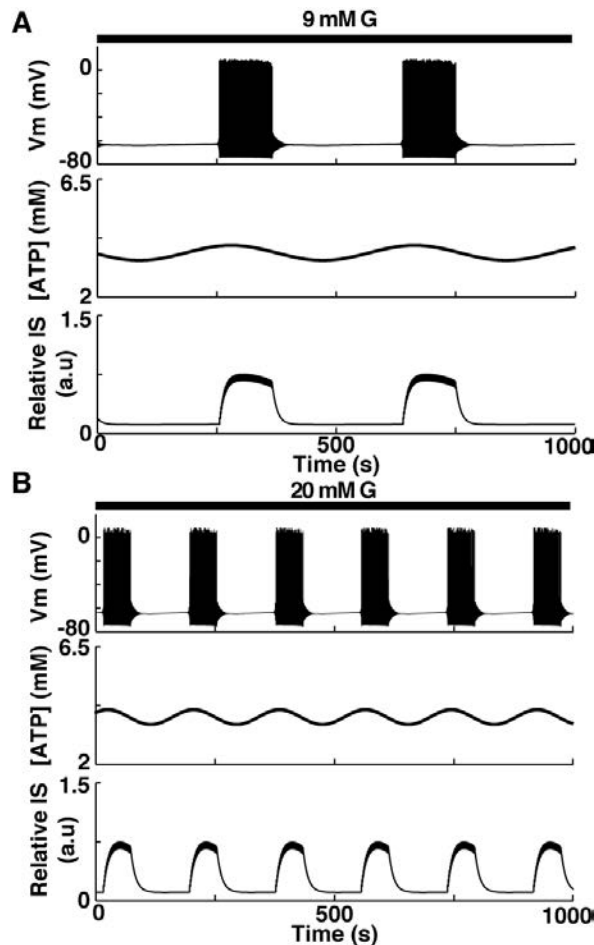 A
9 mM G
Vm (mV)
0
-80
[ATP] (mM)
6.5
2
Relative IS
(a.u)
1.5
0
0 500 1000
Time (s)
B
20 mM G
Vm (mV)
0
-80
[ATP] (mM)
6.5
2
Relative IS
(a.u)
1.5
0
0 500 1000
Time (s)